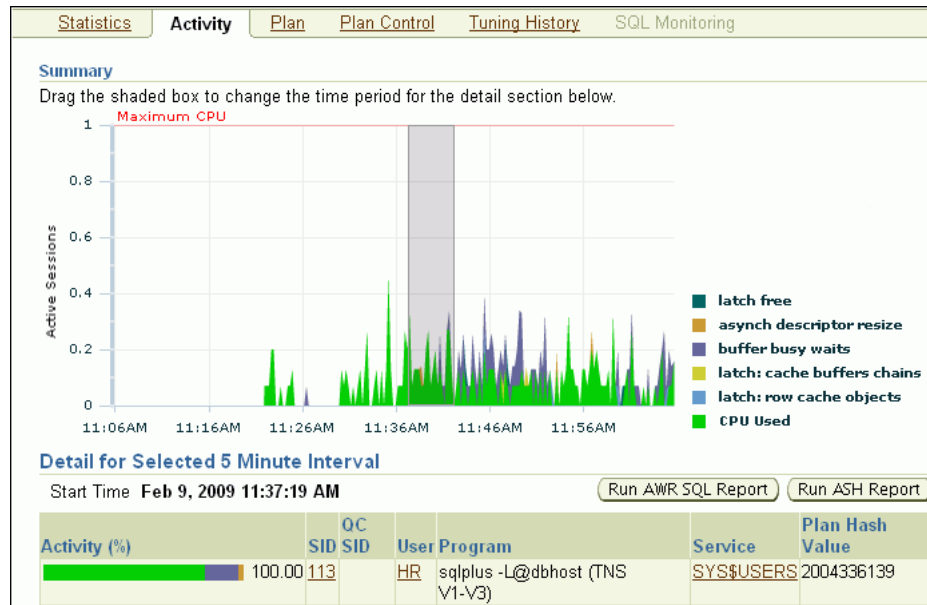 Statistics Activity Plan Plan Control Tuning History SQL Monitoring
Summary
Drag the shaded box to change the time period for the detail section below.
Maximum CPU
1
0.8
0.6
0.4
0.2
0
Active Sessions
11:06AM 11:16AM 11:26AM 11:36AM 11:46AM 11:56AM
latch free
asynch descriptor resize
buffer busy waits
latch: cache buffers chains
latch: row cache objects
CPU Used
Detail for Selected 5 Minute Interval
Start Time Feb 9, 2009 11:37:19 AM Run AWR SQL Report Run ASH Report
Activity (%) SID QC SID User Program Service Plan Hash Value
100.00 113 HR sqlplus -L@dbhost (TNS SYS$USERS 2004336139
V1-V3)